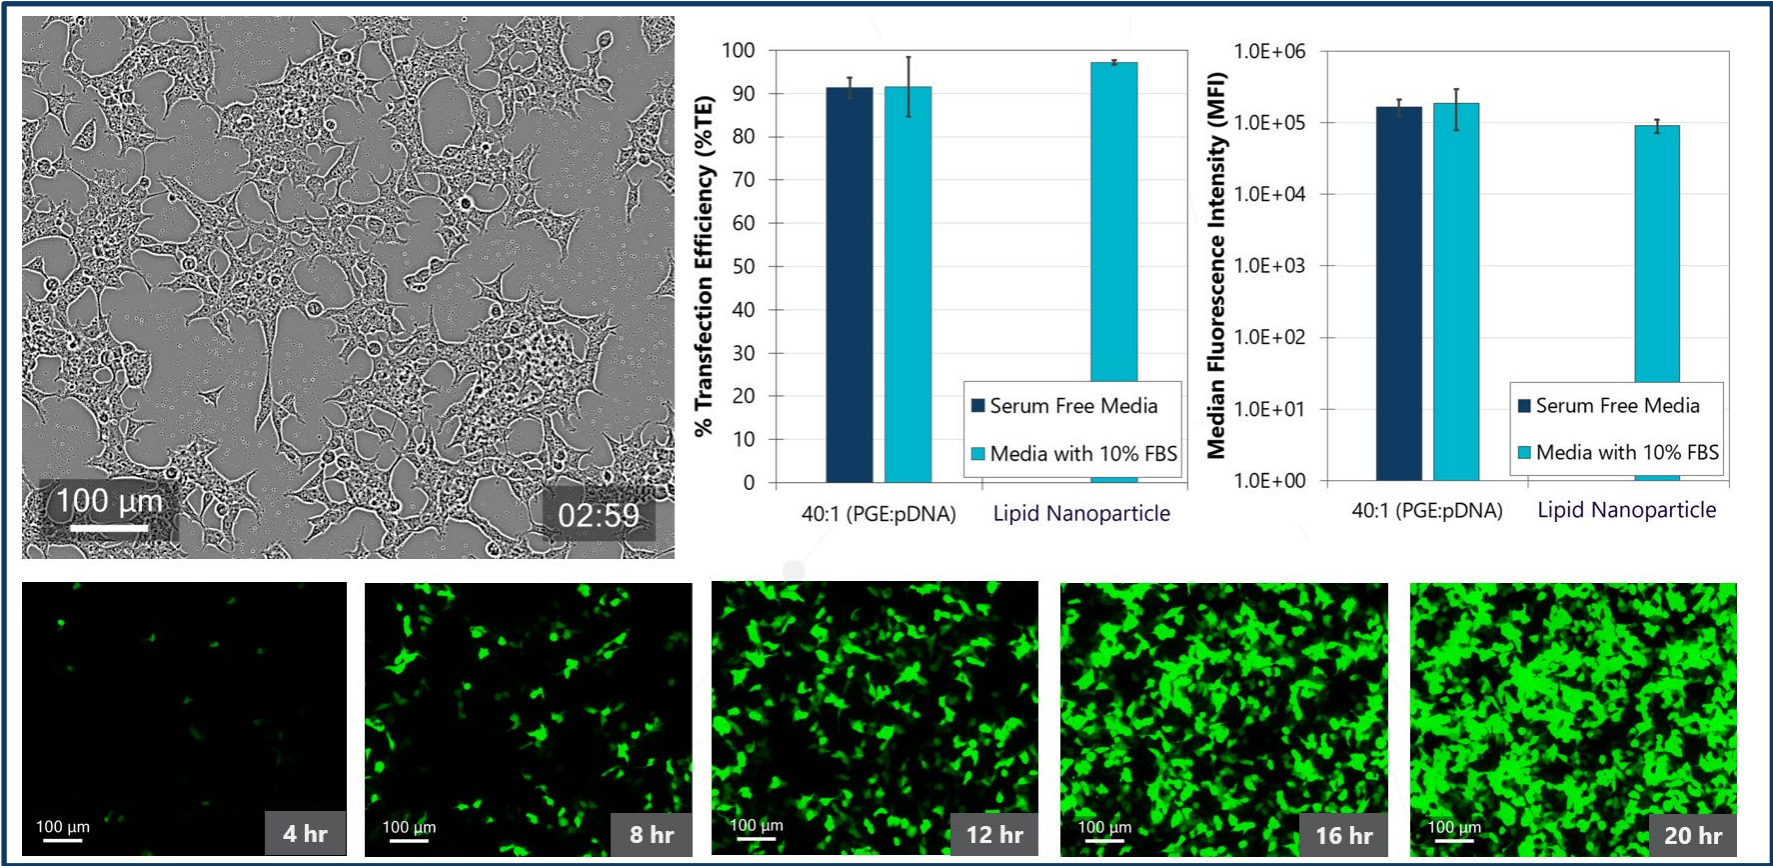 100 µm
02:59
% Transfection Efficiency (%TE)
100
90
80
70
60
50
40
30
20
10
0
Serum Free Media
Media with 10% FBS
40:1 (PGE:pDNA)
Lipid Nanoparticle
Median Fluorescence Intensity (MFI)
1.0E+06
1.0E+05
1.0E+04
1.0E+03
1.0E+02
1.0E+01
1.0E+00
Serum Free Media
Media with 10% FBS
40:1 (PGE:pDNA)
Lipid Nanoparticle
100 µm
4 hr
100 µm
8 hr
100 µm
12 hr
100 µm
16 hr
100 µm
20 hr